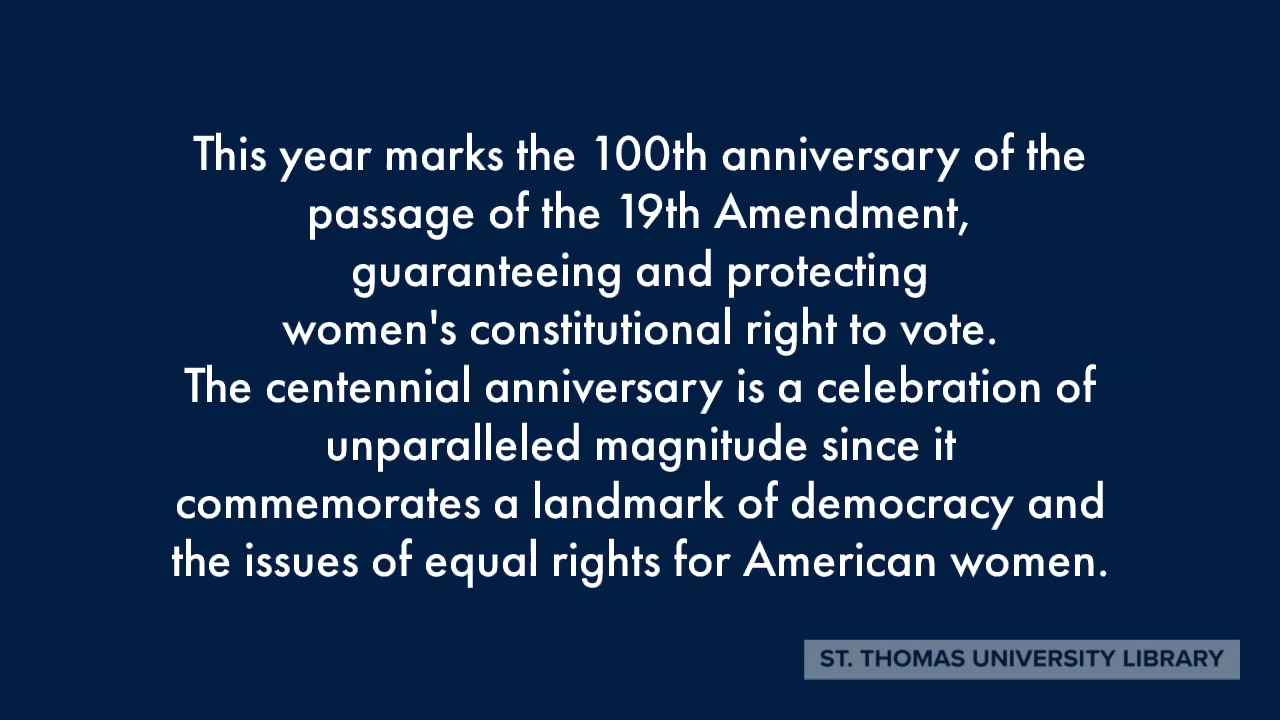 This year marks the 100th anniversary of the
passage of the 19th Amendment,
guaranteeing and protecting
women's constitutional right to vote.
The centennial anniversary is a celebration of
unparalleled magnitude since it
commemorates a landmark of democracy and
the issues of equal rights for American women.
ST. THOMAS UNIVERSITY LIBRARY